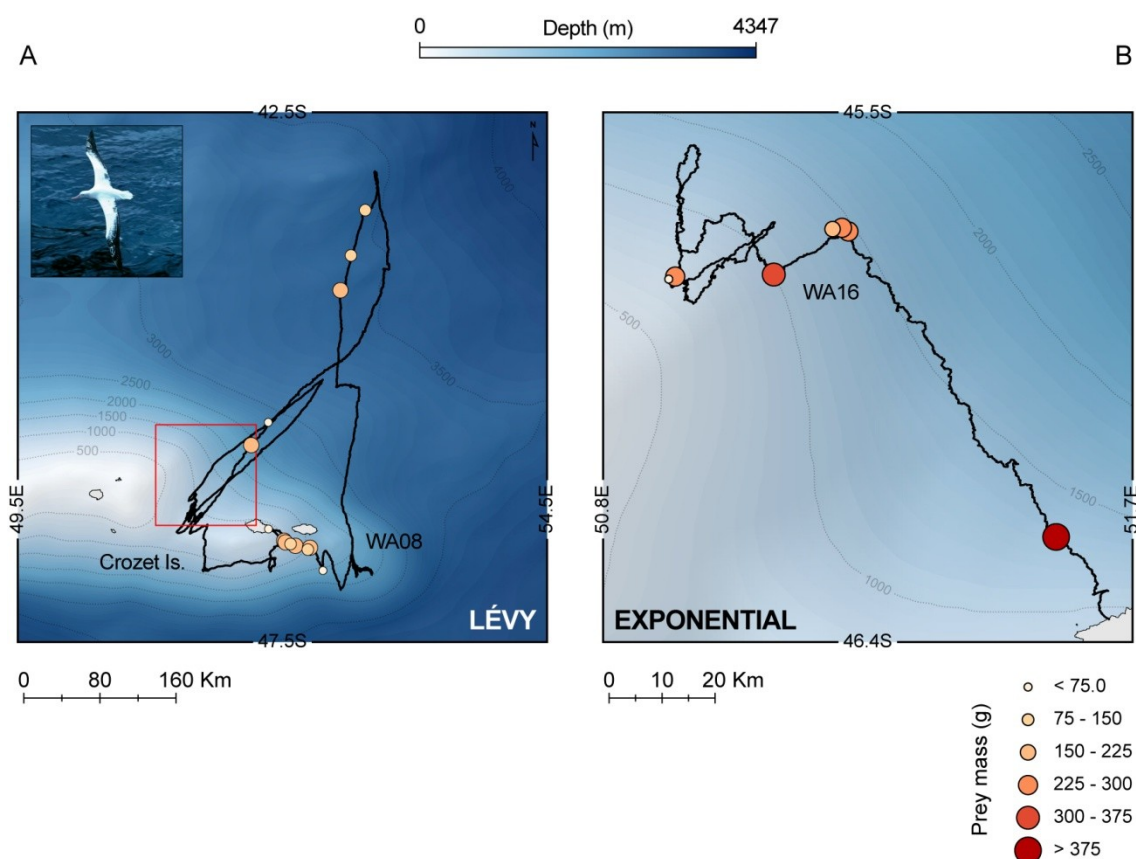 0 Depth (m) 4347
A
B
42.5S
45.5S
N
4000
2500
3000
3500
2500
2000
1500
1000
500
2000
WA16
500
49.5E
54.5E
50.8E
51.7E
1500
Crozet Is.
WA08
1000
LÉVY
EXPONENTIAL
47.5S
46.4S
0 80 160 Km
0 10 20 Km
Prey mass (g)
< 75.0
75 - 150
150 - 225
225 - 300
300 - 375
> 375